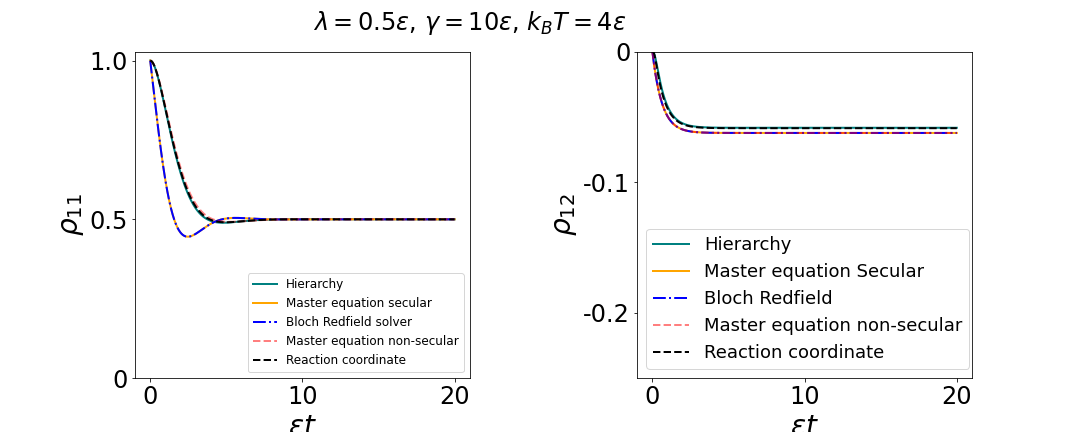 λ = 0.5ε, γ = 10ε, k_BT = 4ε
1.0
0.5
0
ρ₁₁
0
10
20
εt
Hierarchy
Master equation secular
Bloch Redfield solver
Master equation non-secular
Reaction coordinate
0
-0.1
-0.2
ρ₁₂
0
10
20
εt
Hierarchy
Master equation Secular
Bloch Redfield
Master equation non-secular
Reaction coordinate